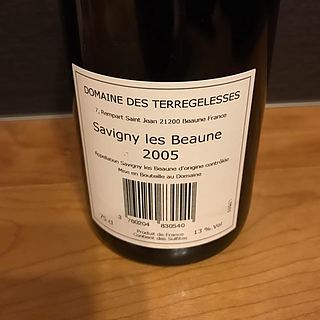 DOMAINE DES TERREGELESSES
7, Rempart Saint Jean 21200 Beaune France
Savigny les Beaune
2005
Appellation Savigny les Beaune d'origine contrôlée
Mise en Bouteille au Domaine
3 760204 830540
75 cl
13 % Vol
Produit de France
Contient des Sulfites